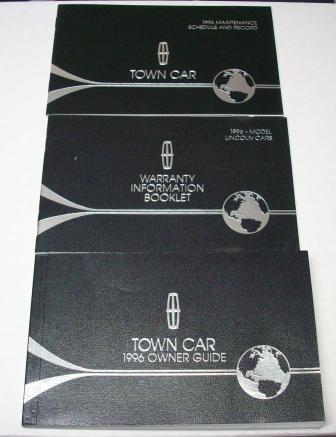 1996 MAINTENANCE
SCHEDULE AND RECORD
TOWN CAR
1996-MODEL
LINCOLN CARS
WARRANTY
INFORMATION
BOOKLET
TOWN CAR
1996 OWNER GUIDE